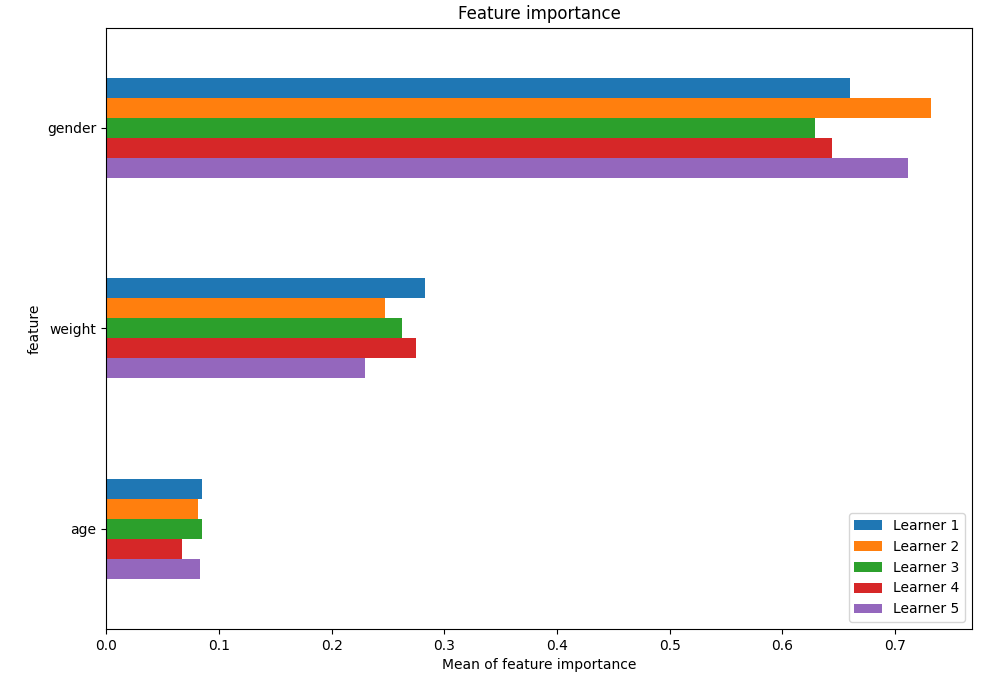 Feature importance
gender
weight
age
feature
0.0 0.1 0.2 0.3 0.4 0.5 0.6 0.7
Mean of feature importance
Learner 1
Learner 2
Learner 3
Learner 4
Learner 5